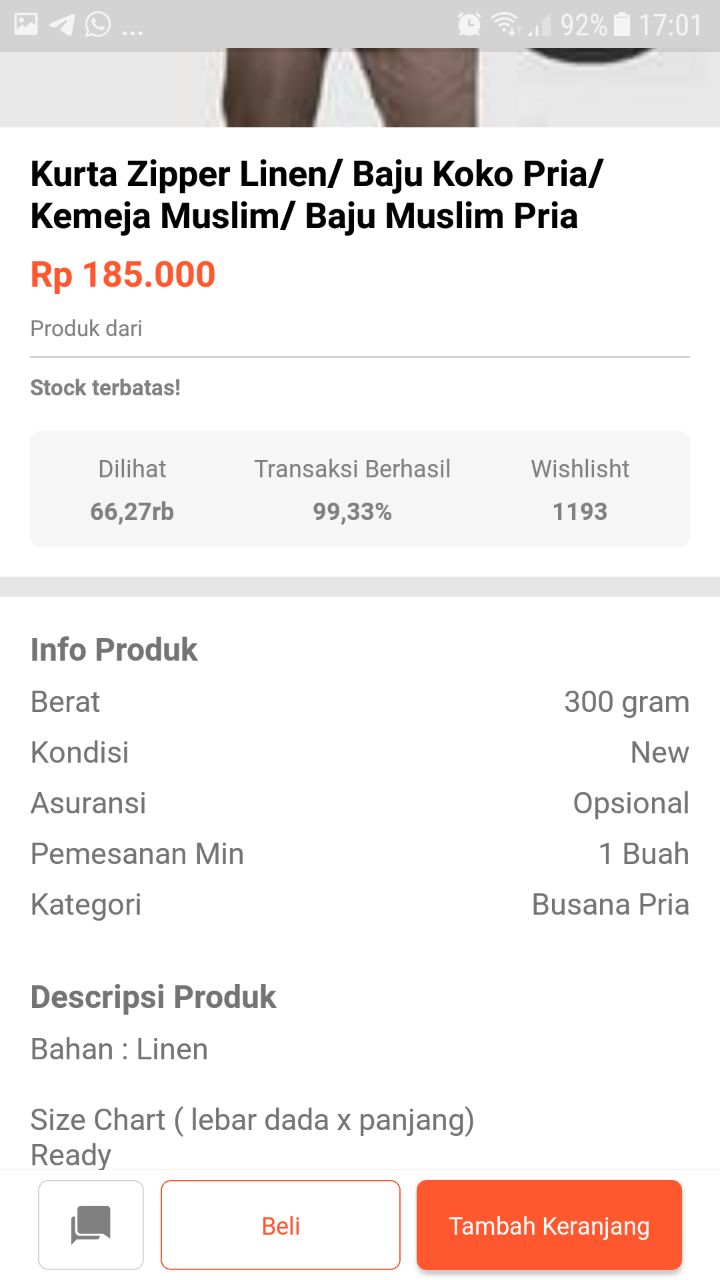 ... 92% 17:01
Kurta Zipper Linen/ Baju Koko Pria/
Kemeja Muslim/ Baju Muslim Pria
Rp 185.000
Produk dari
Stock terbatas!
Dilihat Transaksi Berhasil Wishlisht
66,27rb 99,33% 1193
Info Produk
Berat 300 gram
Kondisi New
Asuransi Opsional
Pemesanan Min 1 Buah
Kategori Busana Pria
Descripsi Produk
Bahan : Linen
Size Chart ( lebar dada x panjang)
Ready
Beli Tambah Keranjang